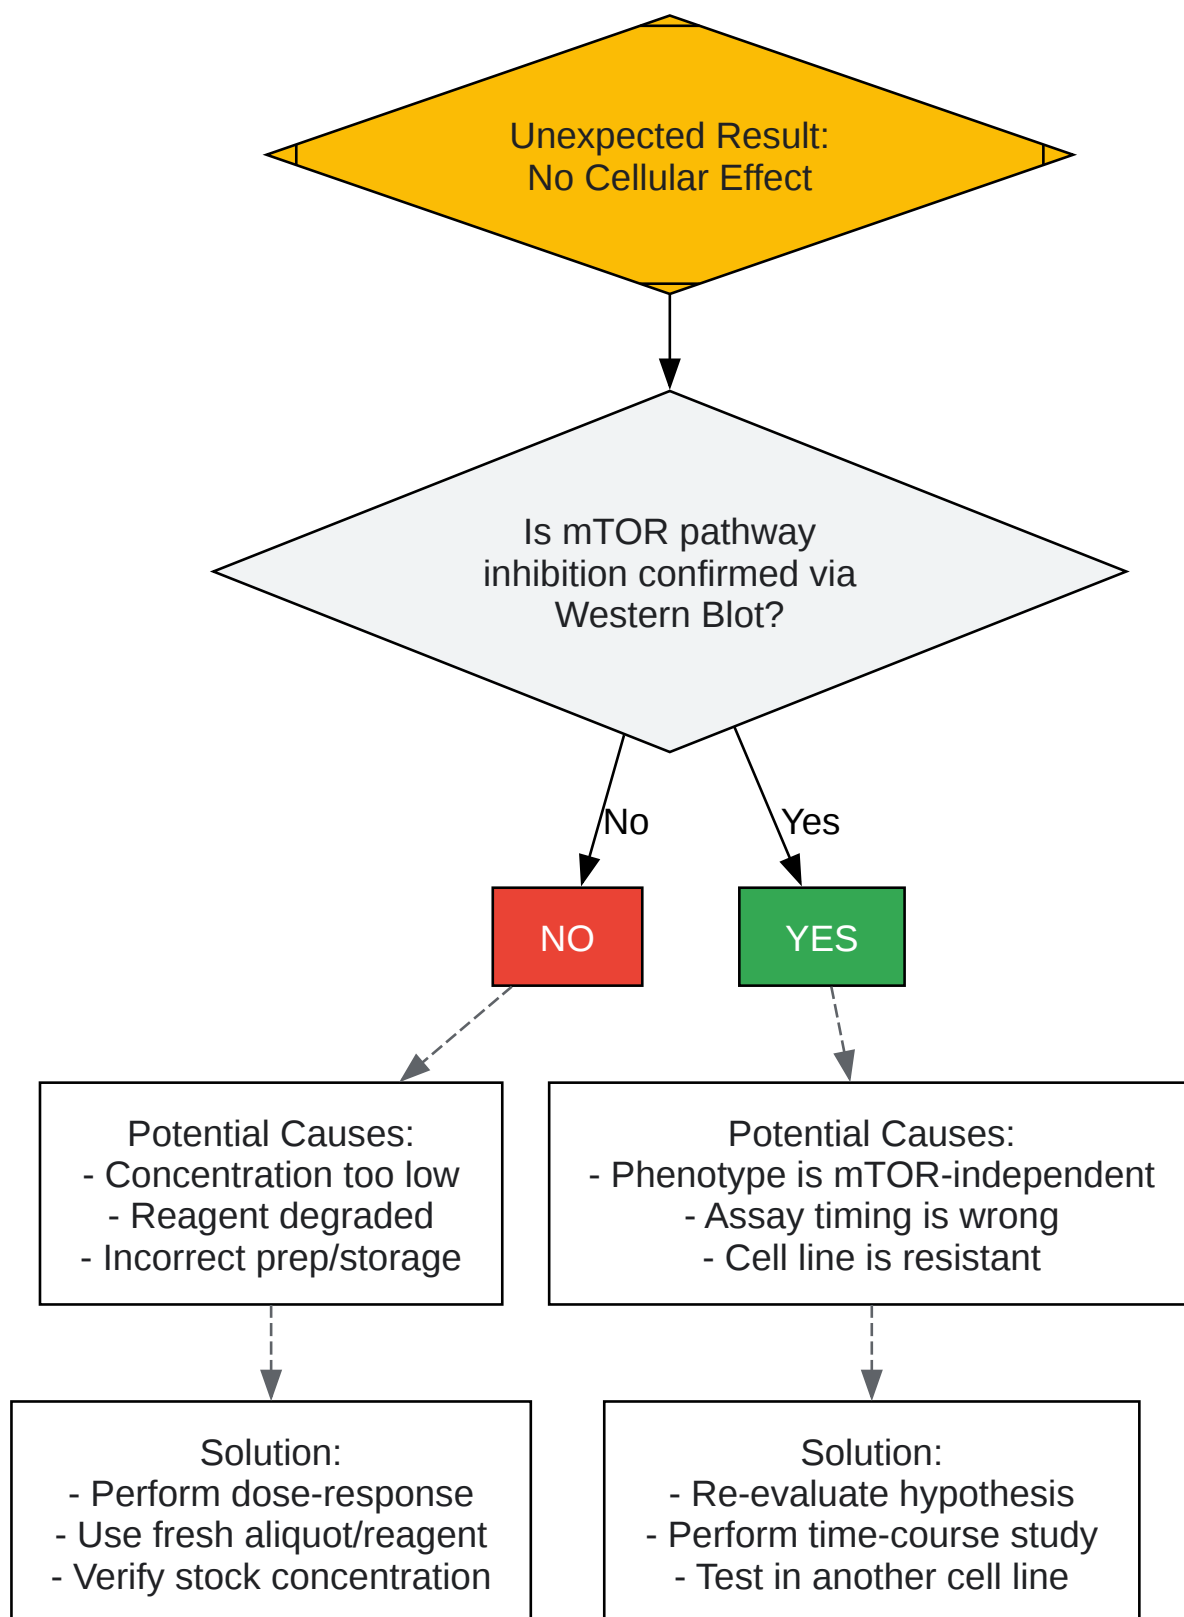 Unexpected Result:
No Cellular Effect
Is mTOR pathway
inhibition confirmed via
Western Blot?
No
Yes
NO
YES
Potential Causes:
- Concentration too low
- Reagent degraded
- Incorrect prep/storage
Potential Causes:
- Phenotype is mTOR-independent
- Assay timing is wrong
- Cell line is resistant
Solution:
- Perform dose-response
- Use fresh aliquot/reagent
- Verify stock concentration
Solution:
- Re-evaluate hypothesis
- Perform time-course study
- Test in another cell line